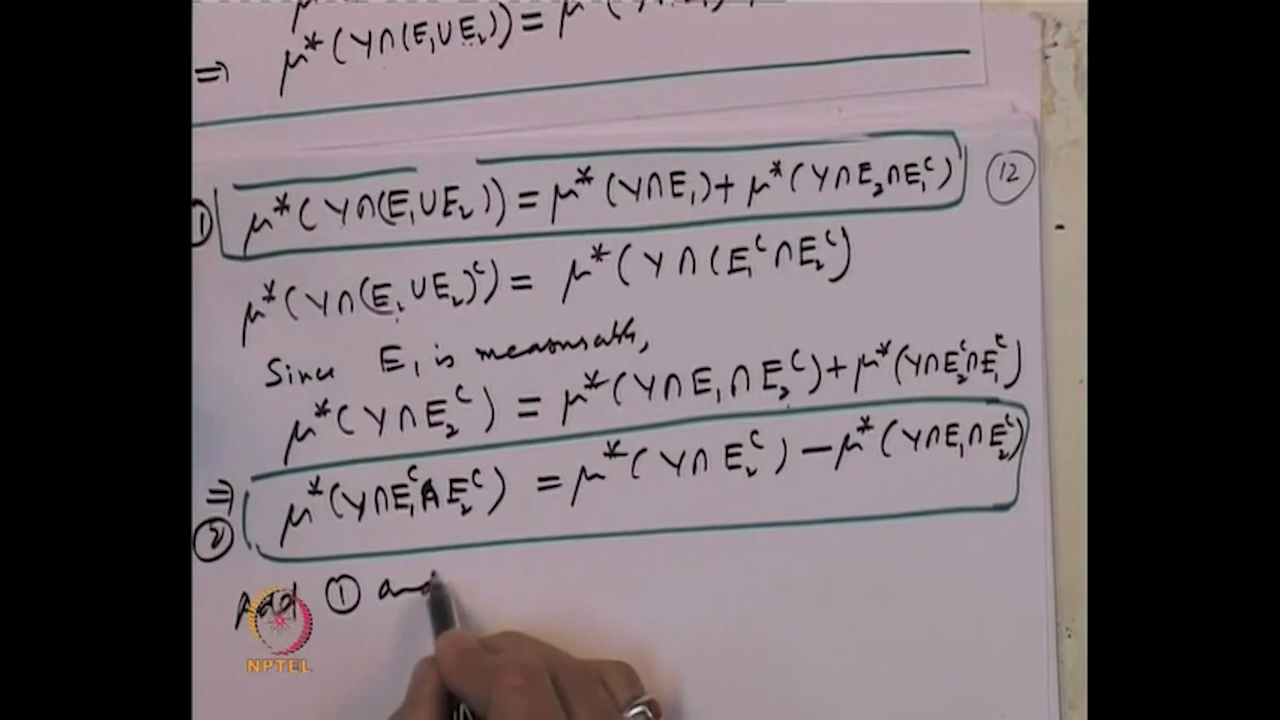 μ*(Y∩(E₁∪E₂)) =
⇒
① μ*(Y∩(E₁∪E₂)) = μ*(Y∩E₁) + μ*(Y∩E₂∩E₁ᶜ)
12
μ*(Y∩(E₁∪E₂)ᶜ) = μ*(Y∩(E₁ᶜ∩E₂ᶜ)
Since E₁ is measurable,
μ*(Y∩E₂ᶜ) = μ*(Y∩E₁∩E₂ᶜ) + μ*(Y∩E₂ᶜ∩E₁ᶜ)
⇒ μ*(Y∩E₁ᶜ∩E₂ᶜ) = μ*(Y∩E₂ᶜ) − μ*(Y∩E₁∩E₂ᶜ)
②
Add ① and
NPTEL